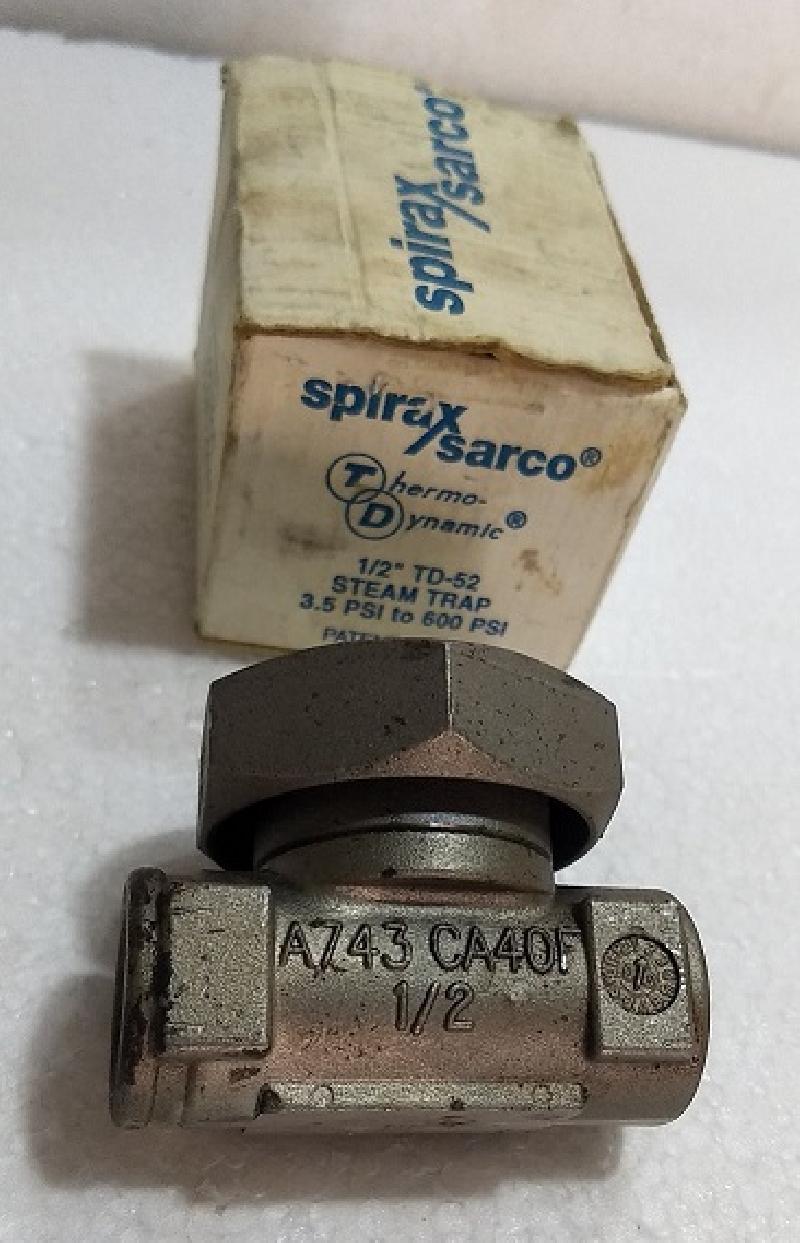 spirax
sarco
spirax
sarco®
Thermo-
Dynamic®
1/2" TD-52
STEAM TRAP
3.5 PSI to 600 PSI
A743 CA40F
1/2